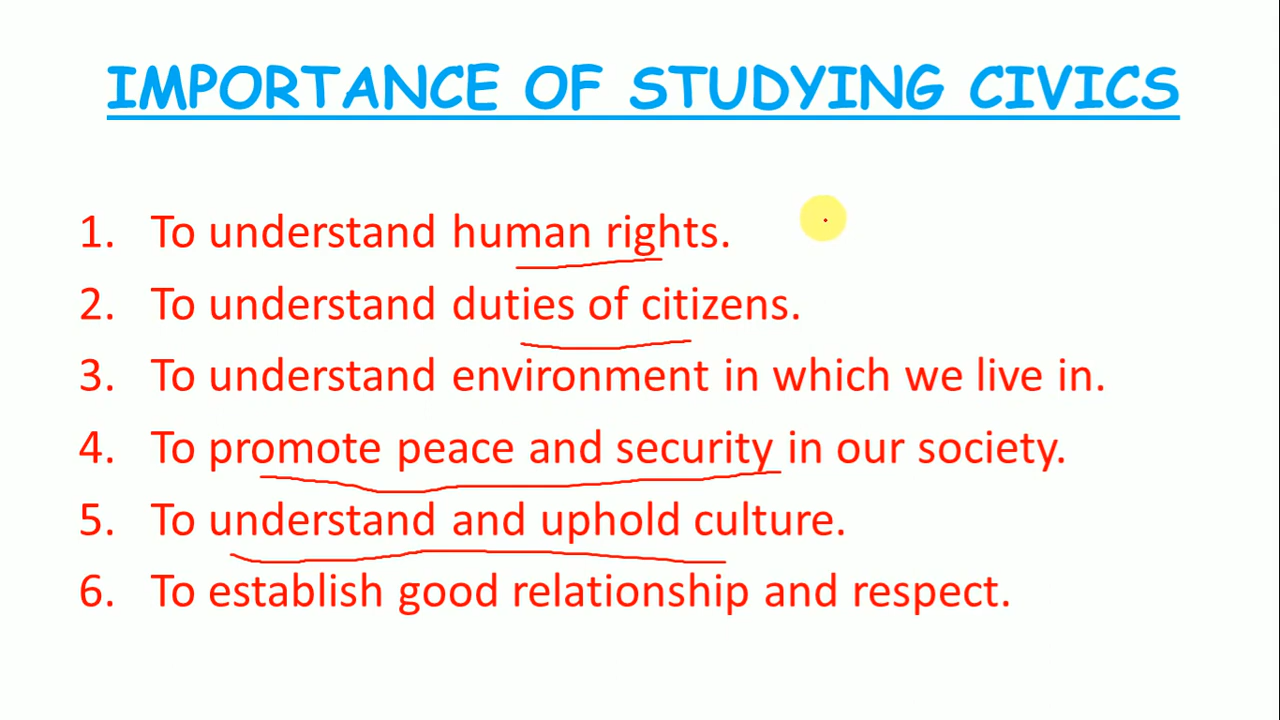 IMPORTANCE OF STUDYING CIVICS
1. To understand human rights.
2. To understand duties of citizens.
3. To understand environment in which we live in.
4. To promote peace and security in our society.
5. To understand and uphold culture.
6. To establish good relationship and respect.